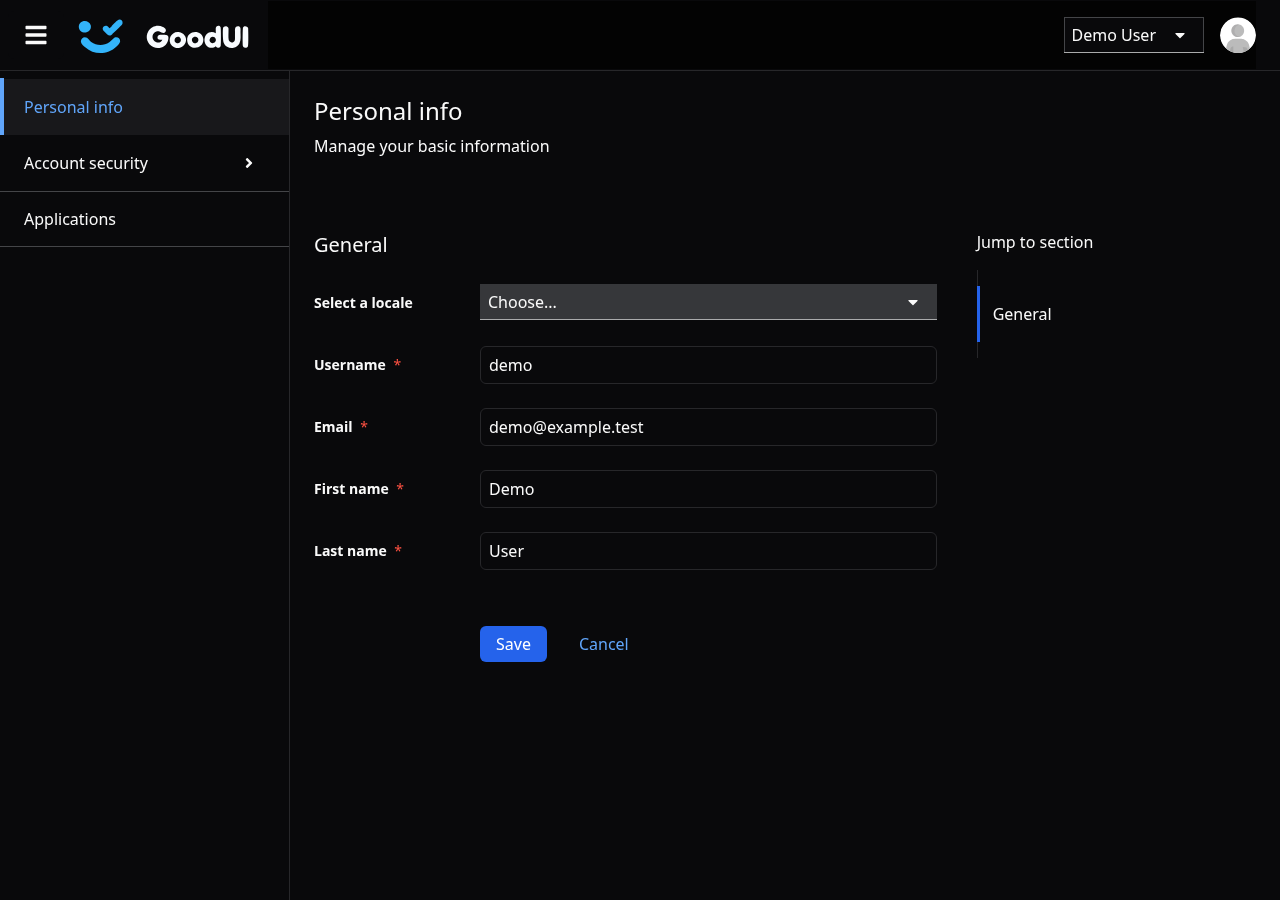 GoodUI
Demo User
Personal info
Account security
Applications
Personal info
Manage your basic information
General
Select a locale
Choose...
Username *
demo
Email *
demo@example.test
First name *
Demo
Last name *
User
Save
Cancel
Jump to section
General